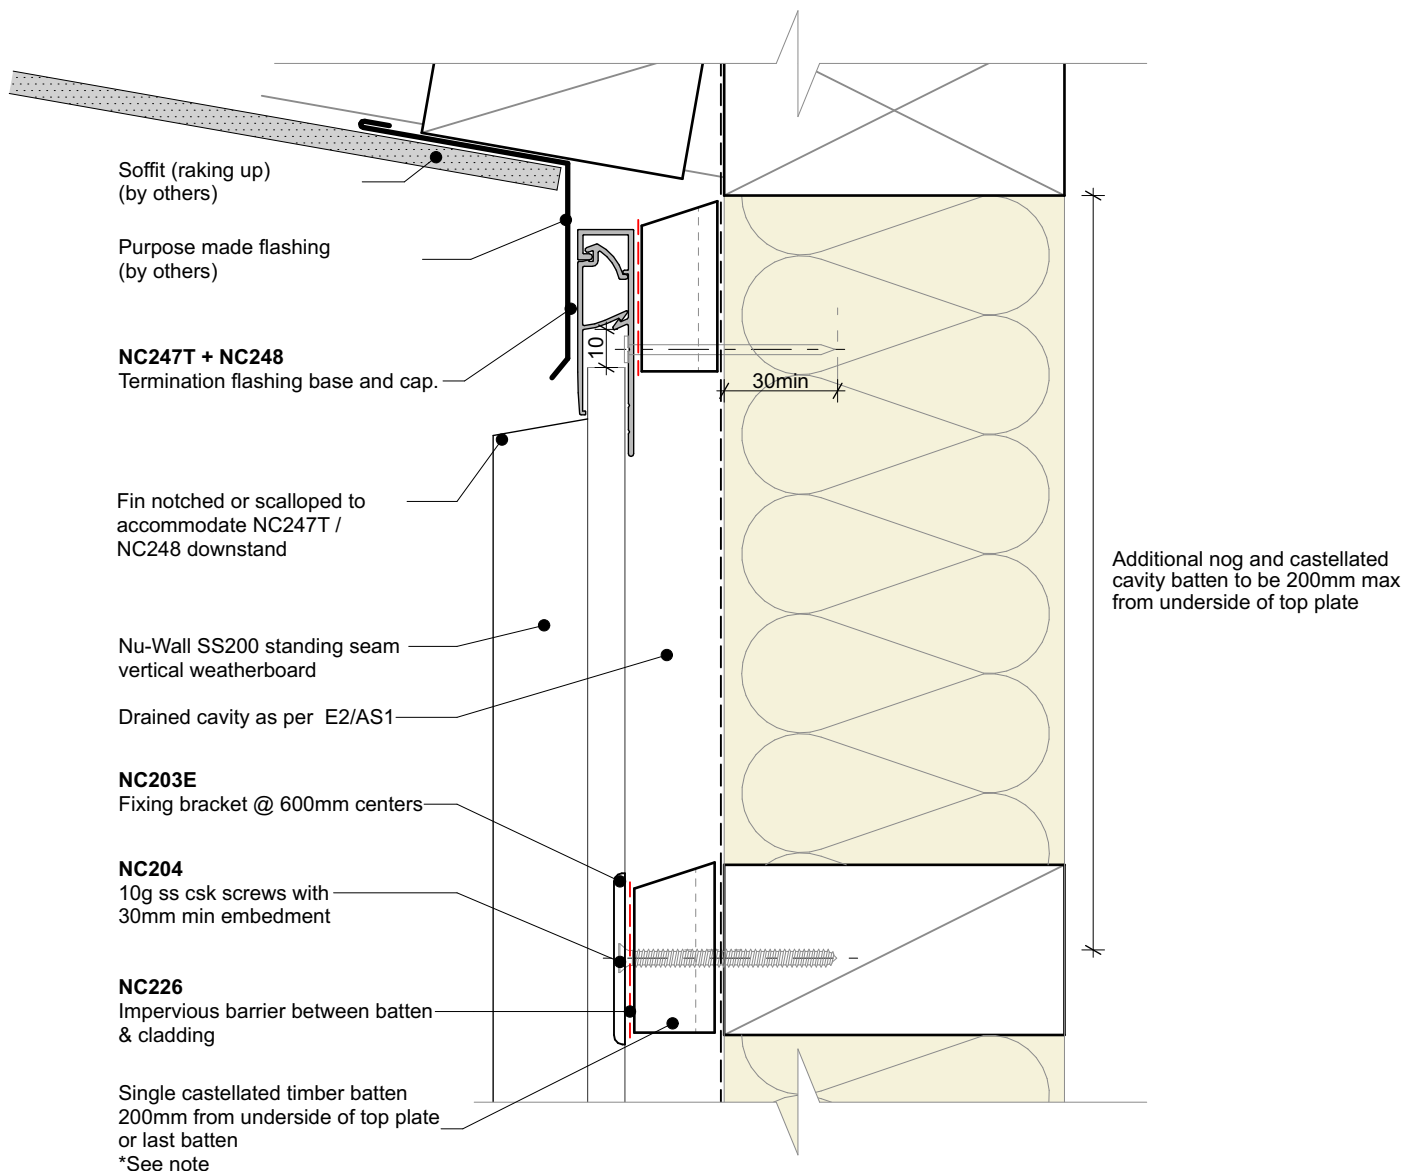 Soffit (raking up)
(by others)
Purpose made flashing
(by others)
NC247T + NC248
Termination flashing base and cap.
10
30min
Fin notched or scalloped to
accommodate NC247T /
NC248 downstand
Additional nog and castellated
cavity batten to be 200mm max
from underside of top plate
Nu-Wall SS200 standing seam
vertical weatherboard
Drained cavity as per E2/AS1
NC203E
Fixing bracket @ 600mm centers
NC204
10g ss csk screws with
30mm min embedment
NC226
Impervious barrier between batten
& cladding
Single castellated timber batten
200mm from underside of top plate
or last batten
*See note